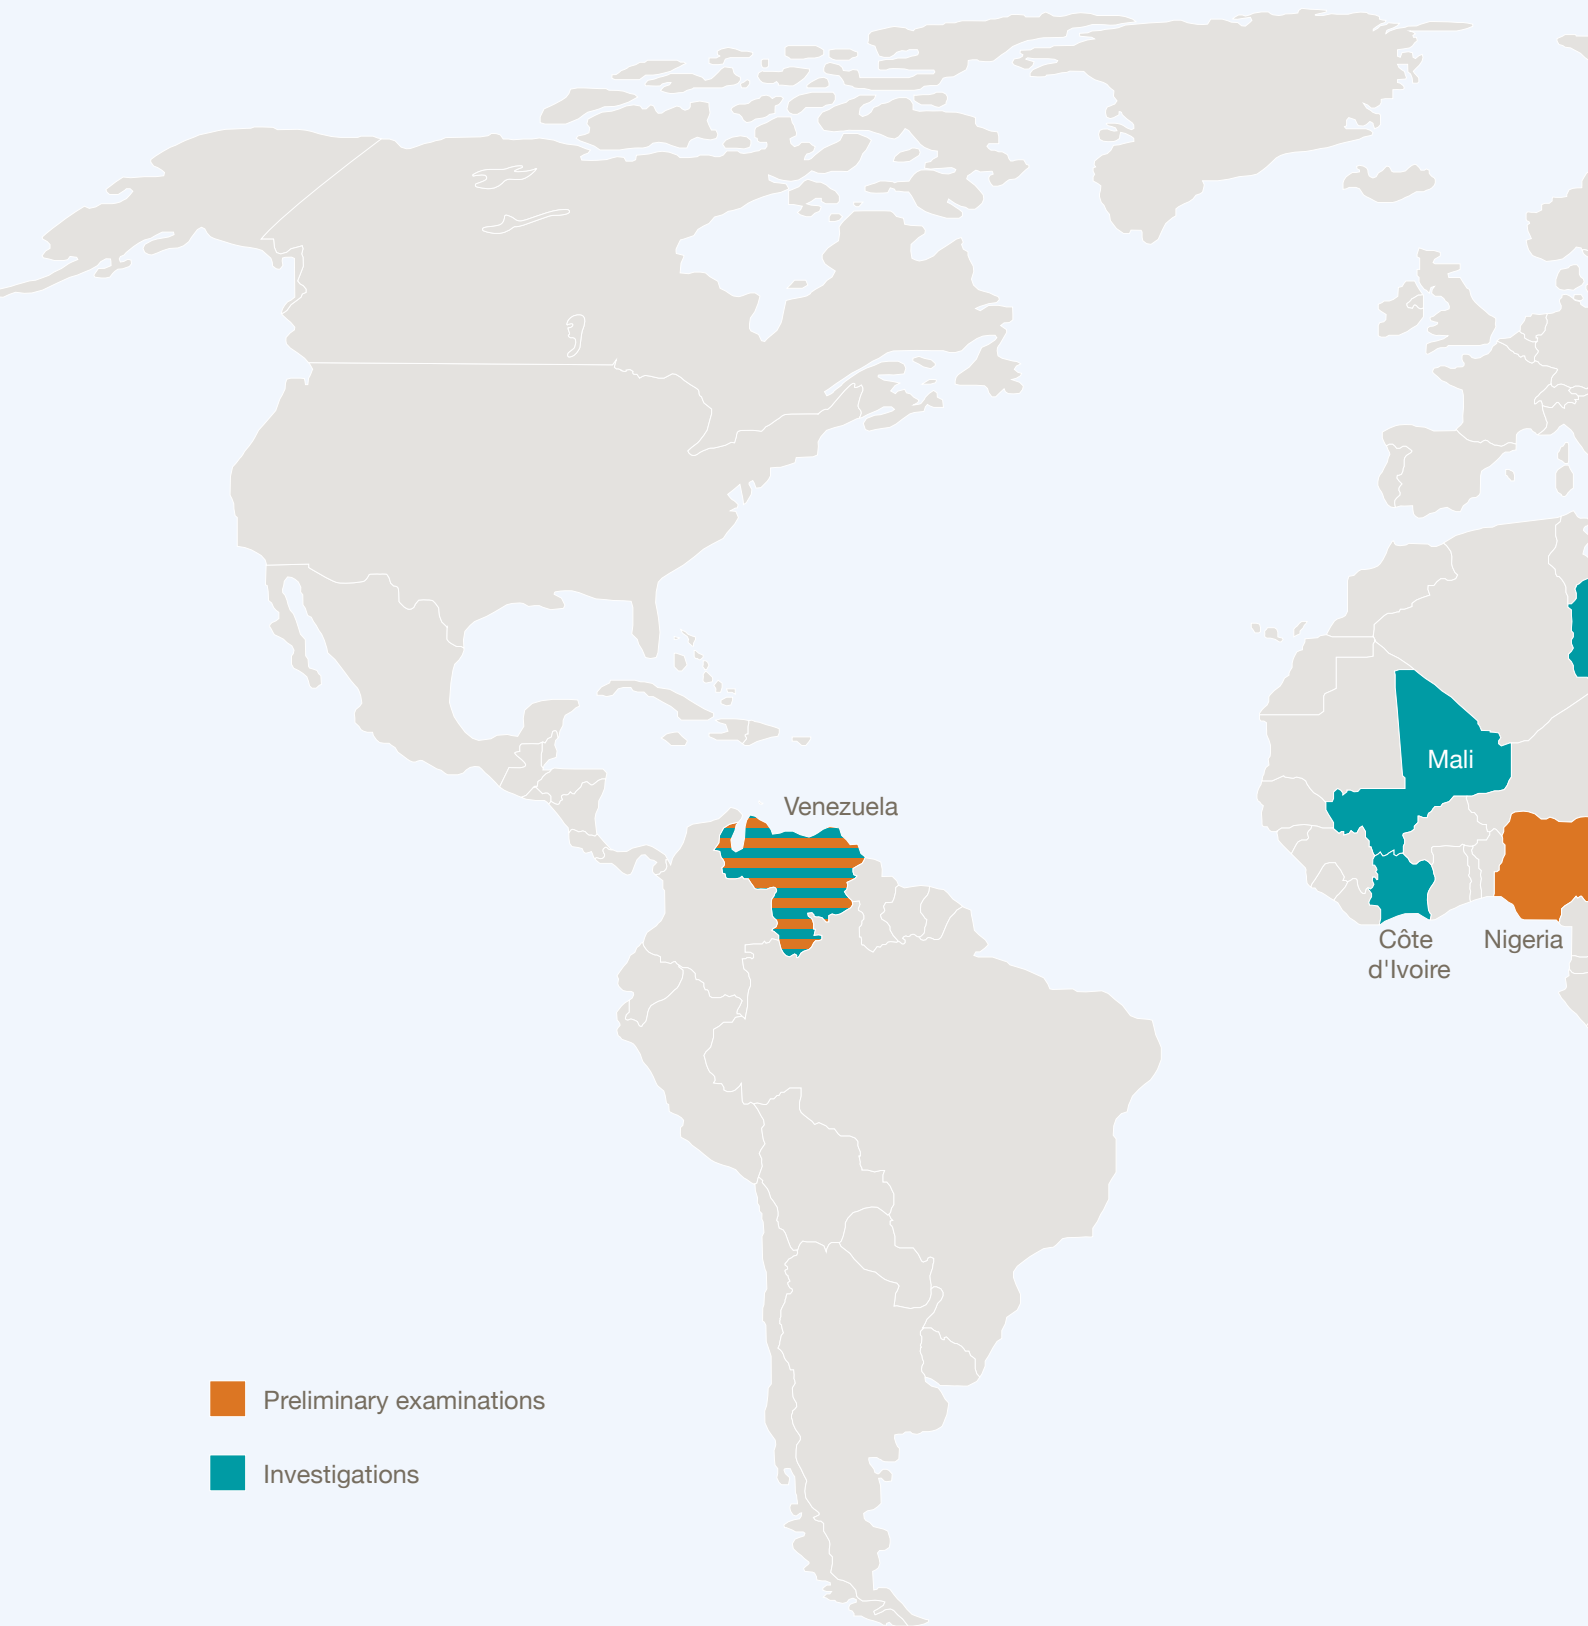 Venezuela
Mali
Côte
d'Ivoire
Nigeria
Preliminary examinations
Investigations